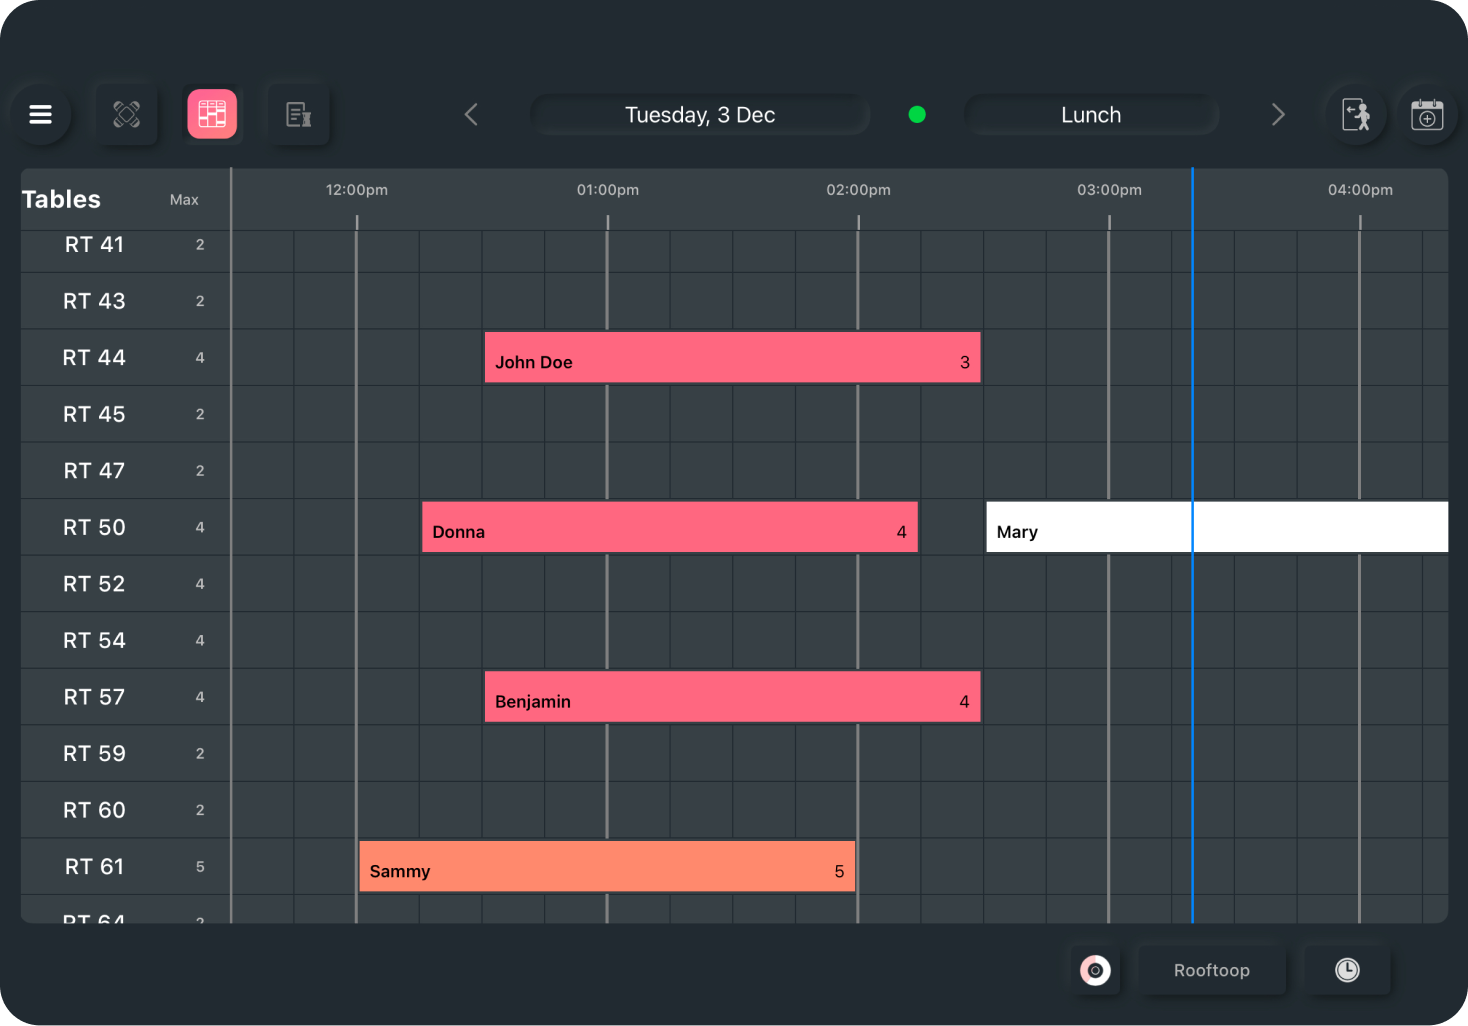 Tuesday, 3 Dec
Lunch
Tables Max 12:00pm 01:00pm 02:00pm 03:00pm 04:00pm
RT 41 2
RT 43 2
RT 44 4 John Doe 3
RT 45 2
RT 47 2
RT 50 4 Donna 4 Mary
RT 52 4
RT 54 4
RT 57 4 Benjamin 4
RT 59 2
RT 60 2
RT 61 5 Sammy 5
RT 64 2
Rooftoop